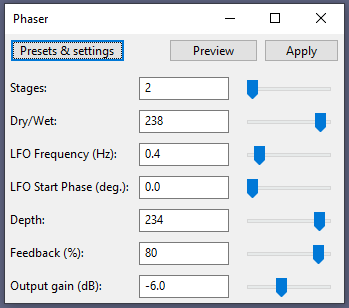 Phaser
Presets & settings Preview Apply
Stages: 2
Dry/Wet: 238
LFO Frequency (Hz): 0.4
LFO Start Phase (deg.): 0.0
Depth: 234
Feedback (%): 80
Output gain (dB): -6.0